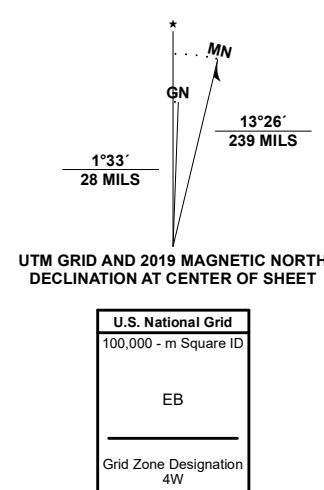 ★
MN
GN
13°26´
239 MILS
1°33´
28 MILS
UTM GRID AND 2019 MAGNETIC NORTH
DECLINATION AT CENTER OF SHEET
U.S. National Grid
100,000 - m Square ID
EB
Grid Zone Designation
4W